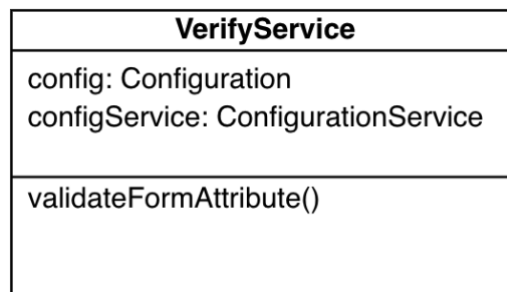 VerifyService
config: Configuration
configService: ConfigurationService
validateFormAttribute()